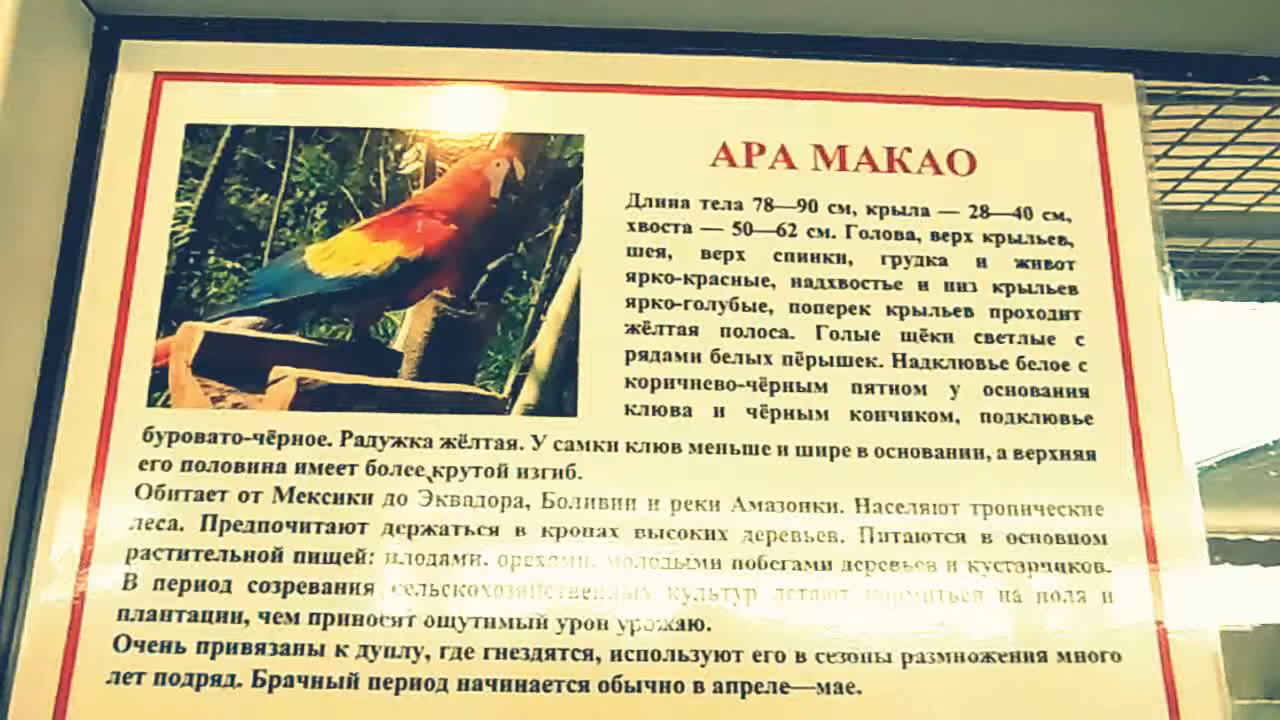 АРА МАКАО
Длина тела 78—90 см, крыла — 28—40 см,
хвоста — 50—62 см. Голова, верх крыльев,
шея, верх спинки, грудка и живот
ярко-красные, надхвостье и низ крыльев
ярко-голубые, поперек крыльев проходит
жёлтая полоса. Голые щёки светлые с
рядами белых пёрышек. Надклювье белое с
коричнево-чёрным пятном у основания
клюва и чёрным кончиком, подклювье
буровато-чёрное. Радужка жёлтая. У самки клюв меньше и шире в основании, а верхняя
его половина имеет более крутой изгиб.
Обитает от Мексики до Эквадора, Боливии и реки Амазонки. Населяют тропические
леса. Предпочитают держаться в кронах высоких деревьев. Питаются в основном
растительной пищей: плодами, орехами, молодыми побегами деревьев и кустарников.
В период созревания сельскохозяйственных культур летают кормиться на поля и
плантации, чем приносят ощутимый урон урожаю.
Очень привязаны к дуплу, где гнездятся, используют его в сезоны размножения много
лет подряд. Брачный период начинается обычно в апреле—мае.